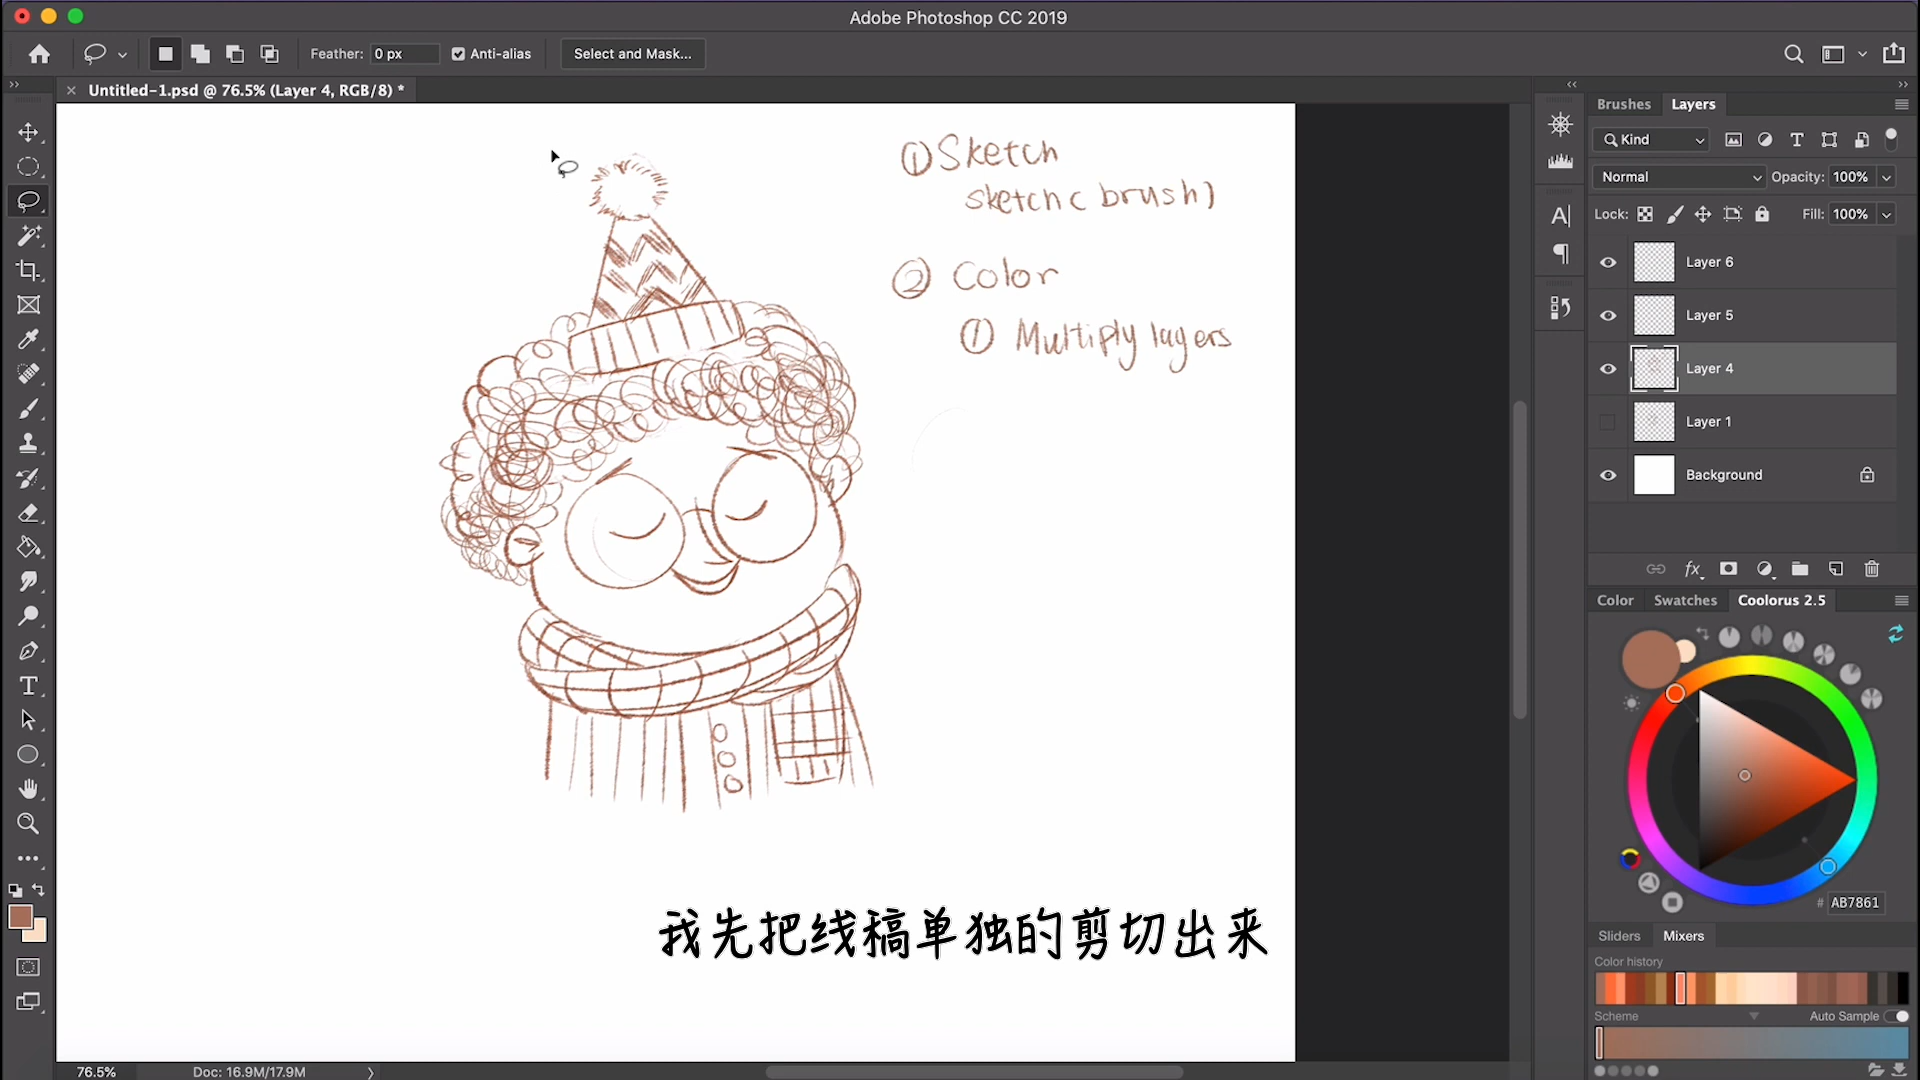 Adobe Photoshop CC 2019
Feather: 0 px Anti-alias Select and Mask...
Untitled-1.psd @ 76.5% (Layer 4, RGB/8) *
Brushes Layers
Kind
Normal Opacity: 100%
Lock: Fill: 100%
Layer 6
Layer 5
Layer 4
Layer 1
Background
fx
Color Swatches Coolorus 2.5
# AB7861
Sliders Mixers
Color history
Scheme Auto Sample
① Sketch
sketch ( brush )
② Color
① Multiply layers
我先把线稿单独的剪切出来
76.5% Doc: 16.9M/17.9M